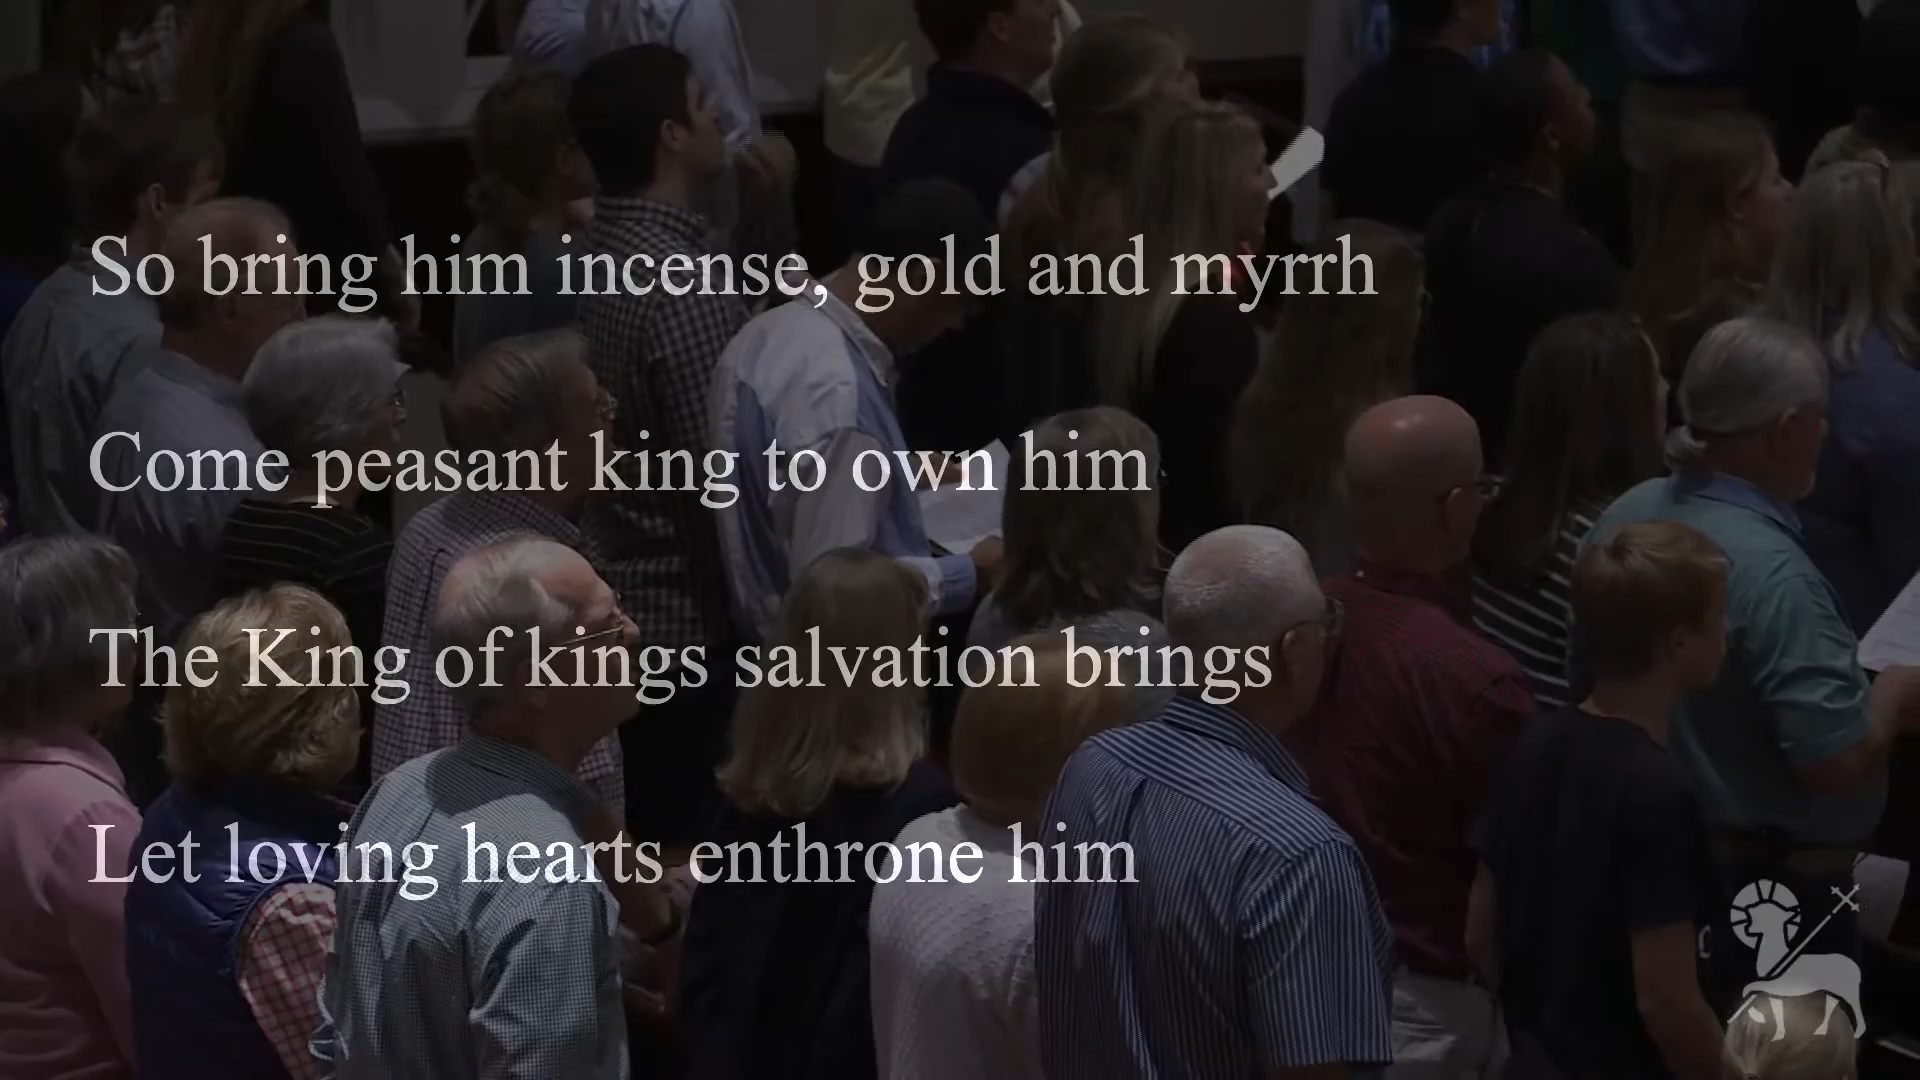 So bring him incense, gold and myrrh
Come peasant king to own him
The King of kings salvation brings
Let loving hearts enthrone him